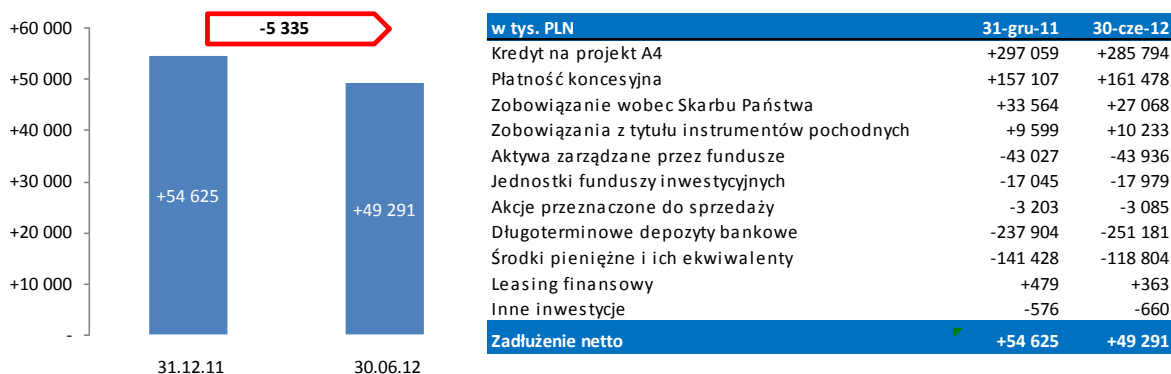 +60 000
+50 000
+40 000
+30 000
+20 000
+10 000
-
-5 335
+54 625
+49 291
31.12.11 30.06.12
w tys. PLN 31-gru-11 30-cze-12
Kredyt na projekt A4 +297 059 +285 794
Płatność koncesyjna +157 107 +161 478
Zobowiązanie wobec Skarbu Państwa +33 564 +27 068
Zobowiązania z tytułu instrumentów pochodnych +9 599 +10 233
Aktywa zarządzane przez fundusze -43 027 -43 936
Jednostki funduszy inwestycyjnych -17 045 -17 979
Akcje przeznaczone do sprzedaży -3 203 -3 085
Długoterminowe depozyty bankowe -237 904 -251 181
Środki pieniężne i ich ekwiwalenty -141 428 -118 804
Leasing finansowy +479 +363
Inne inwestycje -576 -660
Zadłużenie netto +54 625 +49 291